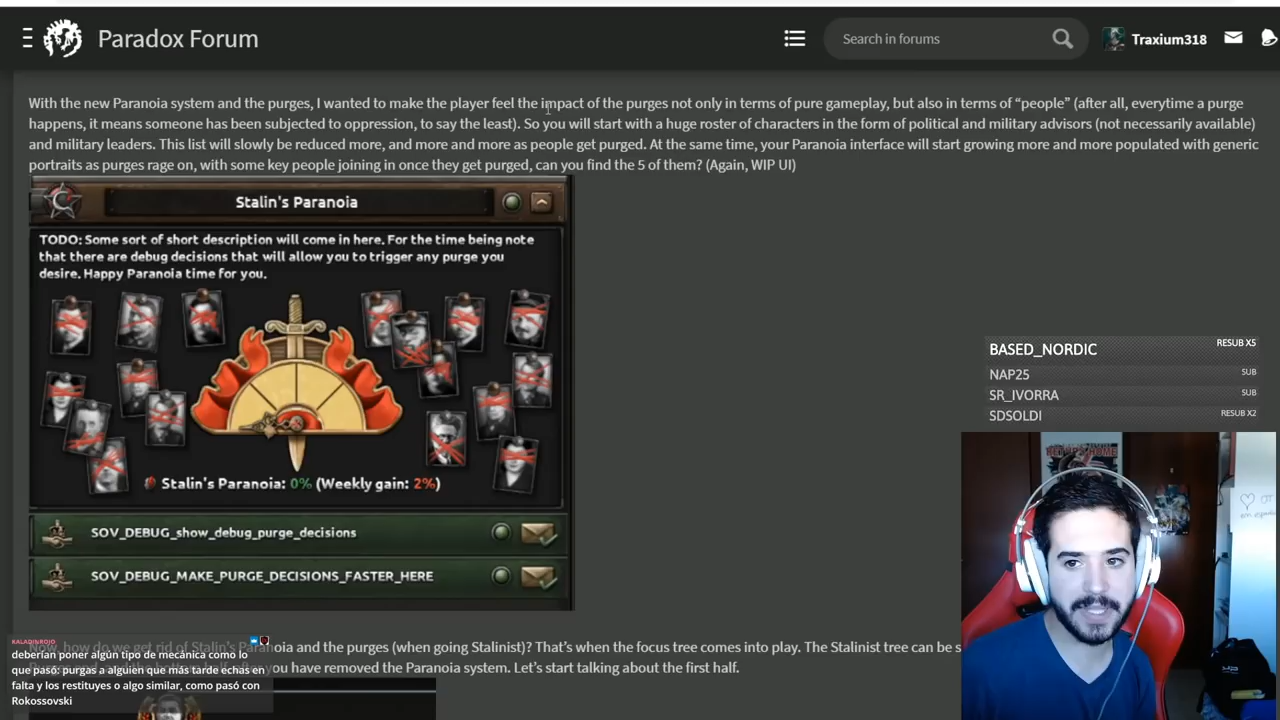 Paradox Forum
Search in forums
Traxium318
With the new Paranoia system and the purges, I wanted to make the player feel the impact of the purges not only in terms of pure gameplay, but also in terms of “people” (after all, everytime a purge
happens, it means someone has been subjected to oppression, to say the least). So you will start with a huge roster of characters in the form of political and military advisors (not necessarily available)
and military leaders. This list will slowly be reduced more, and more and more as people get purged. At the same time, your Paranoia interface will start growing more and more populated with generic
portraits as purges rage on, with some key people joining in once they get purged, can you find the 5 of them? (Again, WIP UI)
Stalin's Paranoia
TODO: Some sort of short description will come in here. For the time being note
that there are debug decisions that will allow you to trigger any purge you
desire. Happy Paranoia time for you.
Stalin's Paranoia: 0% (Weekly gain: 2%)
SOV_DEBUG_show_debug_purge_decisions
SOV_DEBUG_MAKE_PURGE_DECISIONS_FASTER_HERE
BASED_NORDIC RESUB X5
NAP25 SUB
SR_IVORRA SUB
SDSOLDI RESUB X2
Now, how do we get rid of Stalin's Paranoia and the purges (when going Stalinist)? That's when the focus tree comes into play. The Stalinist tree can be s
you have removed the Paranoia system. Let's start talking about the first half.
KALADINROJO
deberían poner algún tipo de mecánica como lo
que pasó: purgas a alguien que más tarde echas en
falta y los restituyes o algo similar, como pasó con
Rokossovski